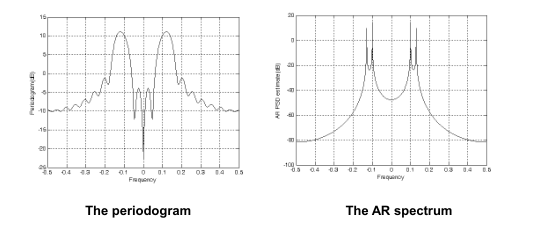 15
10
5
0
-5
-10
-15
-20
-25
Periodogram(dB)
-0.5 -0.4 -0.3 -0.2 -0.1 0 0.1 0.2 0.3 0.4 0.5
Frequency
The periodogram
20
0
-20
-40
-60
-80
-100
AR PSD estimate(dB)
-0.5 -0.4 -0.3 -0.2 -0.1 0 0.1 0.2 0.3 0.4 0.5
Frequency
The AR spectrum